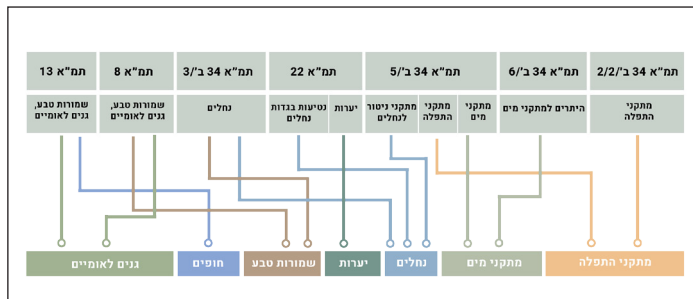 תמ"א 34 ב'/2/2
תמ"א 34 ב'/6
תמ"א 34 ב'/5
תמ"א 22
תמ"א 34 ב'/3
תמ"א 8
תמ"א 13
מתקני
התפלה
היתרים למתקני מים
מתקני
מים
מתקני
התפלה
מתקני ניטור
לנחלים
יערות
נטיעות בגדות
נחלים
נחלים
שמורות טבע,
גנים לאומיים
שמורות טבע,
גנים לאומיים
מתקני התפלה
מתקני מים
נחלים
יערות
שמורות טבע
חופים
גנים לאומיים